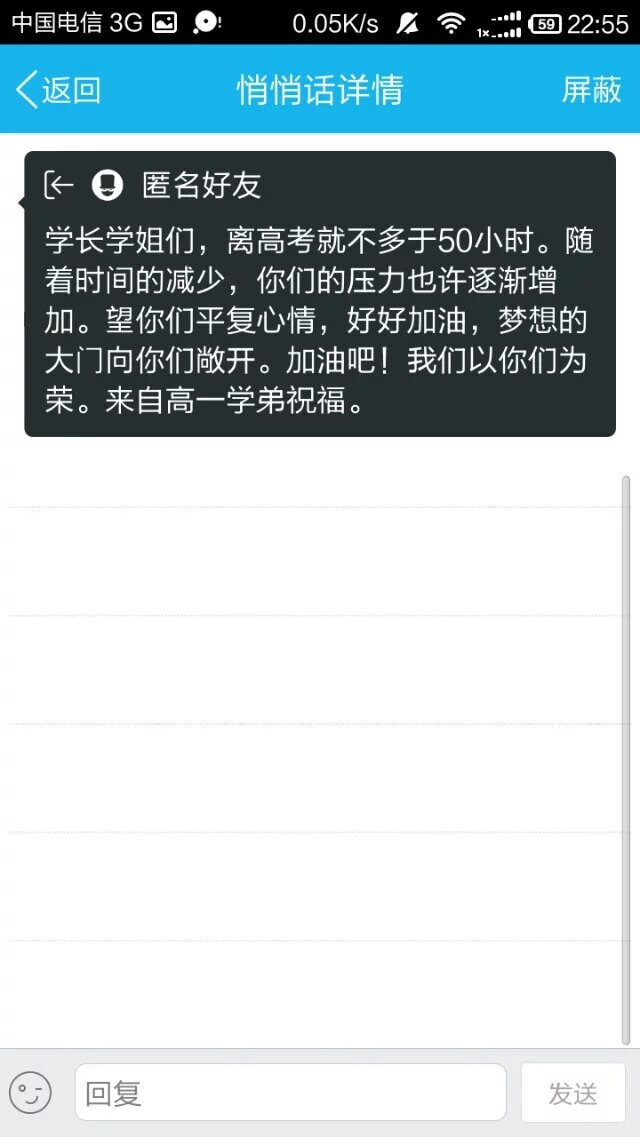 中国电信 3G 0.05K/s 1× 59 22:55
返回 悄悄话详情 屏蔽
匿名好友
学长学姐们，离高考就不多于50小时。随
着时间的减少，你们的压力也许逐渐增
加。望你们平复心情，好好加油，梦想的
大门向你们敞开。加油吧！我们以你们为
荣。来自高一学弟祝福。
回复 发送